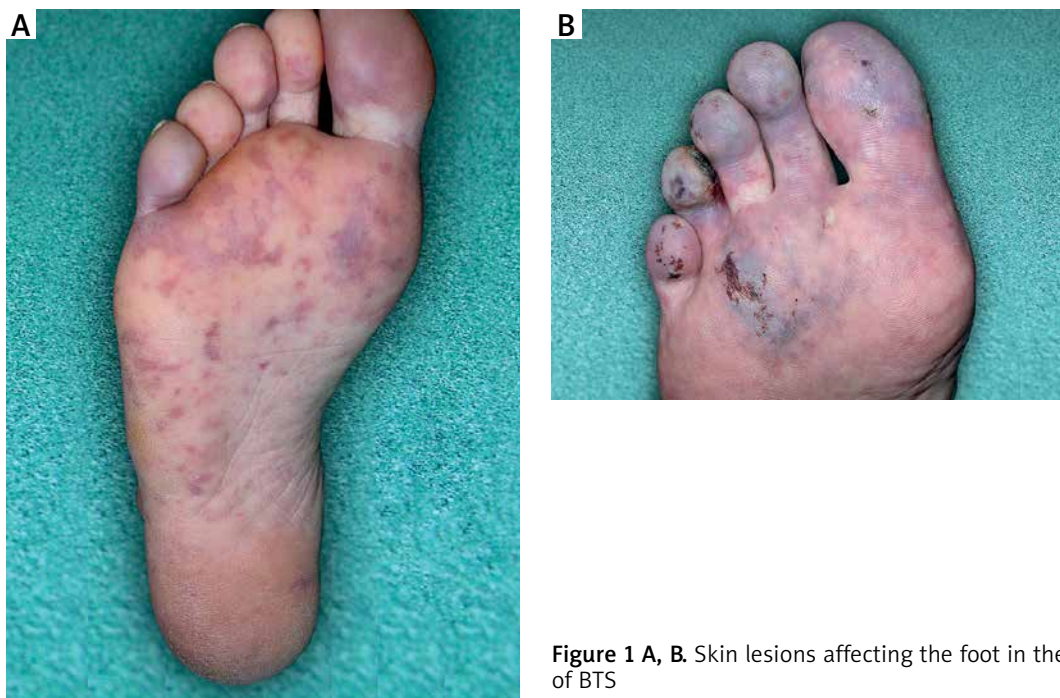 A
B
Figure 1 A, B. Skin lesions affecting the foot in the
of BTS